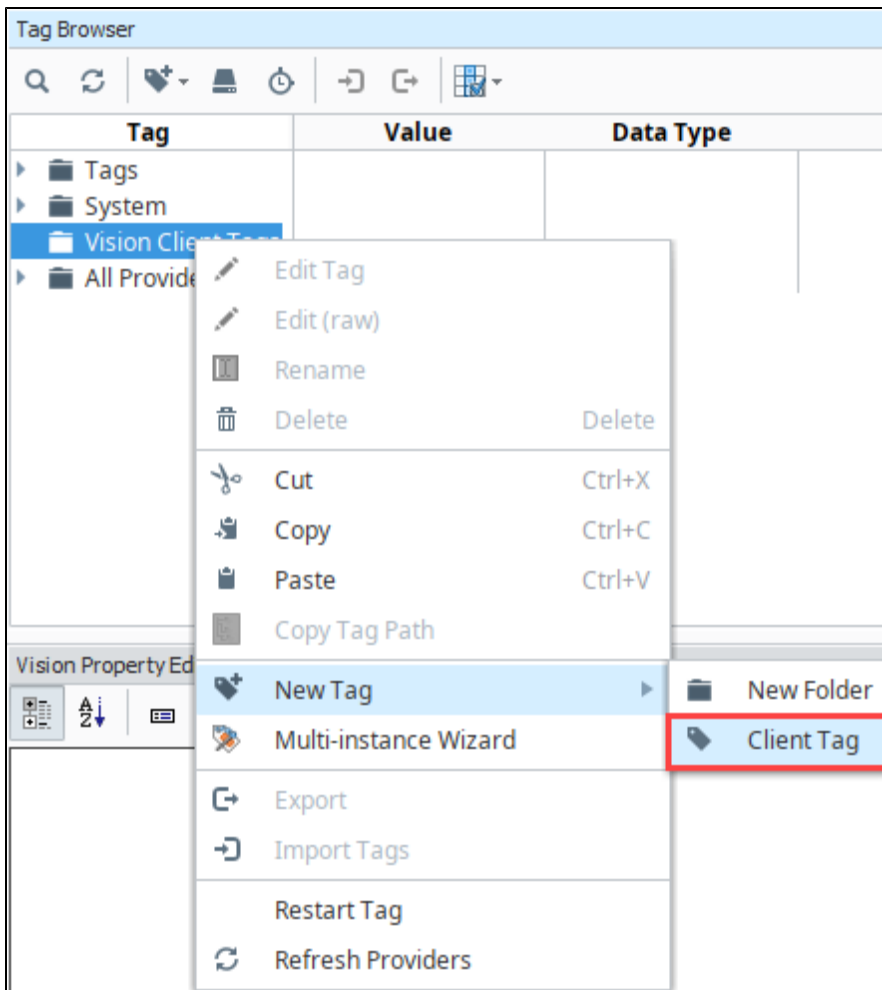 Tag Browser
Tag Value Data Type
Tags
System
Vision Clie
All Provide
Edit Tag
Edit (raw)
Rename
Delete Delete
Cut Ctrl+X
Copy Ctrl+C
Paste Ctrl+V
Copy Tag Path
Vision Property Ed
New Tag
New Folder
Multi-instance Wizard
Client Tag
Export
Import Tags
Restart Tag
Refresh Providers